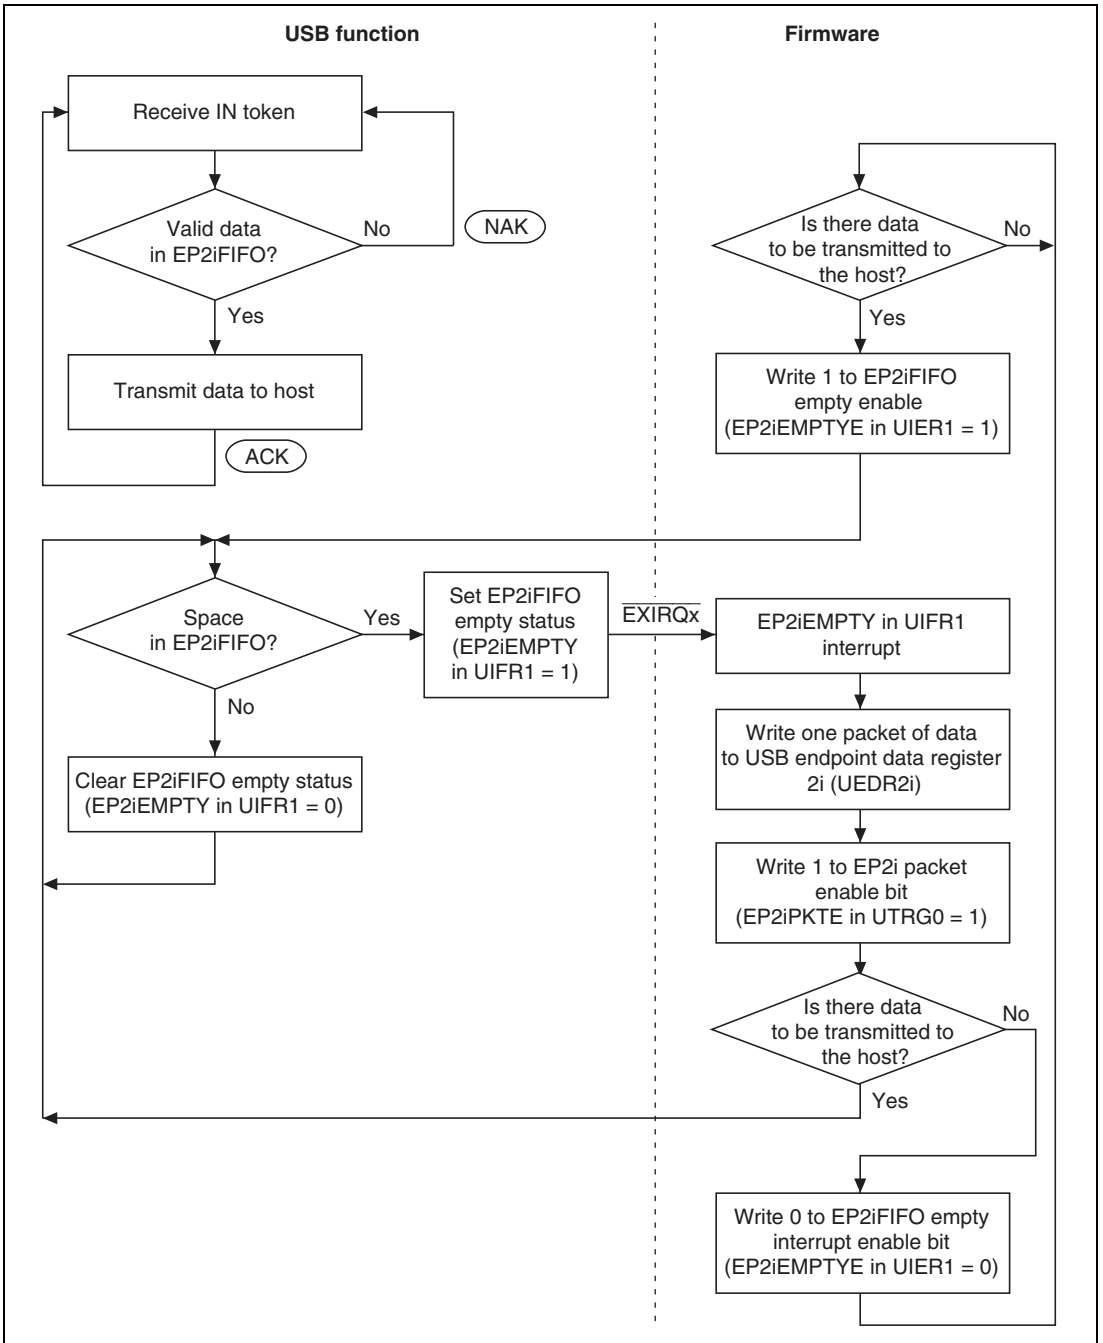 USB function
Firmware
Receive IN token
Valid data
in EP2iFIFO?
No
NAK
Yes
Transmit data to host
ACK
Is there data
to be transmitted to
the host?
No
Yes
Write 1 to EP2iFIFO
empty enable
(EP2iEMPTYE in UIER1 = 1)
Space
in EP2iFIFO?
Yes
No
Set EP2iFIFO
empty status
(EP2iEMPTY
in UIFR1 = 1)
EXIRQx
EP2iEMPTY in UIFR1
interrupt
Clear EP2iFIFO empty status
(EP2iEMPTY in UIFR1 = 0)
Write one packet of data
to USB endpoint data register
2i (UEDR2i)
Write 1 to EP2i packet
enable bit
(EP2iPKTE in UTRG0 = 1)
Is there data
to be transmitted to
the host?
No
Yes
Write 0 to EP2iFIFO empty
interrupt enable bit
(EP2iEMPTYE in UIER1 = 0)